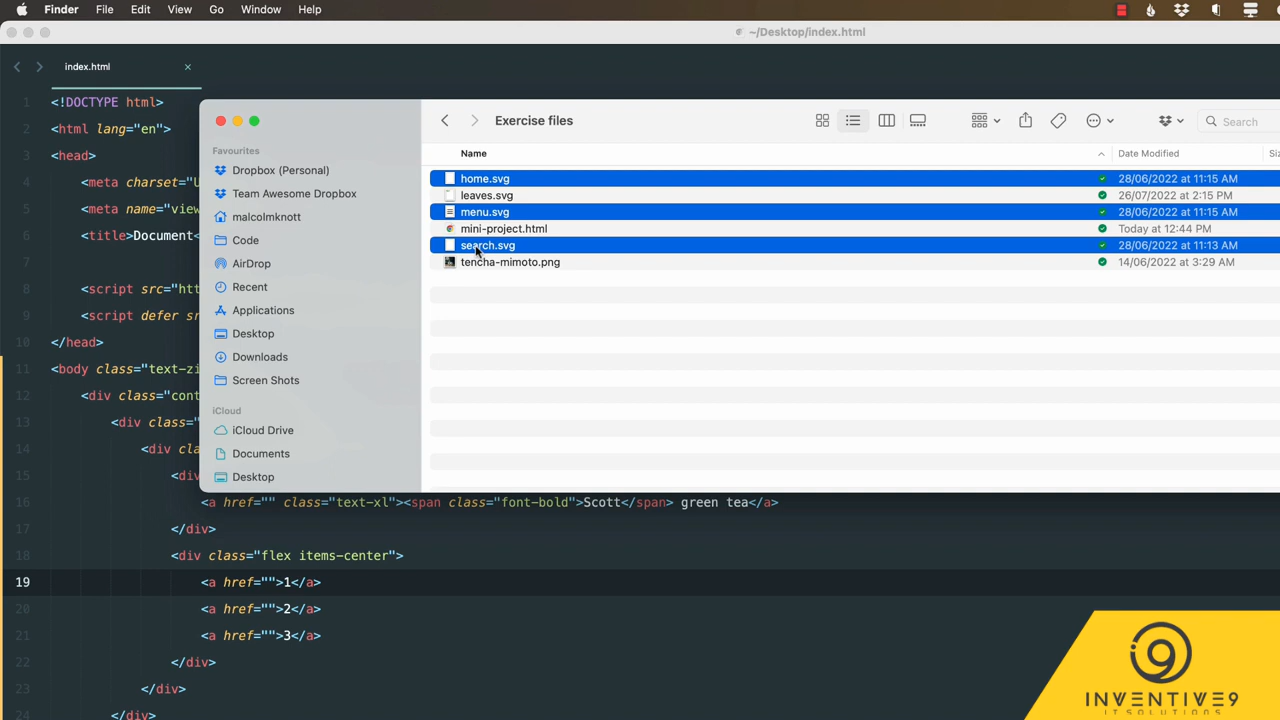 Finder File Edit View Go Window Help
~/Desktop/index.html
index.html
1 <!DOCTYPE html>
2 <html lang="en">
3 <head>
4 <meta charset="U
5 <meta name="view
6 <title>Document<
7
8 <script src="htt
9 <script defer sr
10 </head>
11 <body class="text-zi
12 <div class="cont
13 <div class="
14 <div cla
15 <div
16 <a href="" class="text-xl"><span class="font-bold">Scott</span> green tea</a>
17 </div>
18 <div class="flex items-center">
19 <a href="">1</a>
20 <a href="">2</a>
21 <a href="">3</a>
22 </div>
23 </div>
24 </div>
Exercise files
Search
Favourites
Dropbox (Personal)
Team Awesome Dropbox
malcolmknott
Code
AirDrop
Recent
Applications
Desktop
Downloads
Screen Shots
iCloud
iCloud Drive
Documents
Desktop
Name Date Modified Siz
home.svg 28/06/2022 at 11:15 AM
leaves.svg 26/07/2022 at 2:15 PM
menu.svg 28/06/2022 at 11:15 AM
mini-project.html Today at 12:44 PM
search.svg 28/06/2022 at 11:13 AM
tencha-mimoto.png 14/06/2022 at 3:29 AM
INVENTIVE9
IT SOLUTIONS